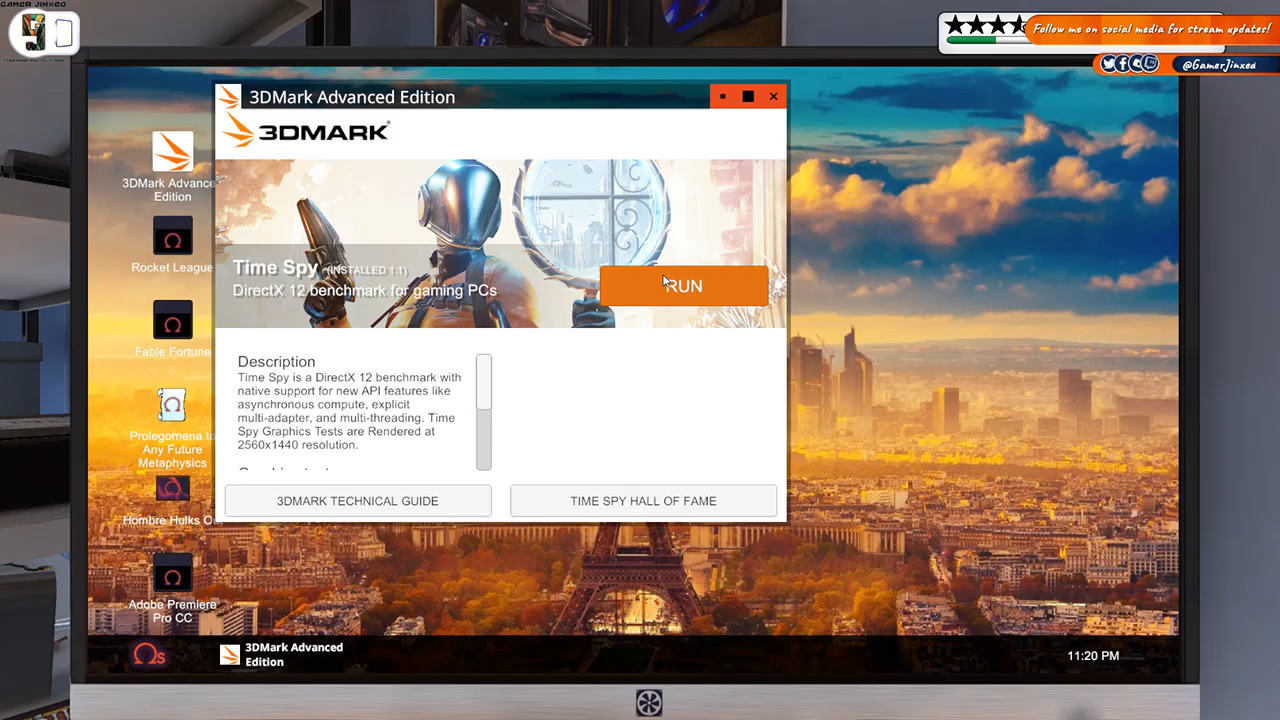 GAMER JINXED
Follow me on social media for stream updates!
@GamerJinxed
3DMark Advanced Edition
3DMARK
Time Spy (INSTALLED 1.1)
DirectX 12 benchmark for gaming PCs
RUN
Description
Time Spy is a DirectX 12 benchmark with
native support for new API features like
asynchronous compute, explicit
multi-adapter, and multi-threading. Time
Spy Graphics Tests are Rendered at
2560x1440 resolution.
3DMARK TECHNICAL GUIDE
TIME SPY HALL OF FAME
3DMark Advance
Edition
Rocket League
Fable Fortune
Prolegomena to
Any Future
Metaphysics
Hombre Hulks O
Adobe Premiere
Pro CC
Ωs
3DMark Advanced
Edition
11:20 PM